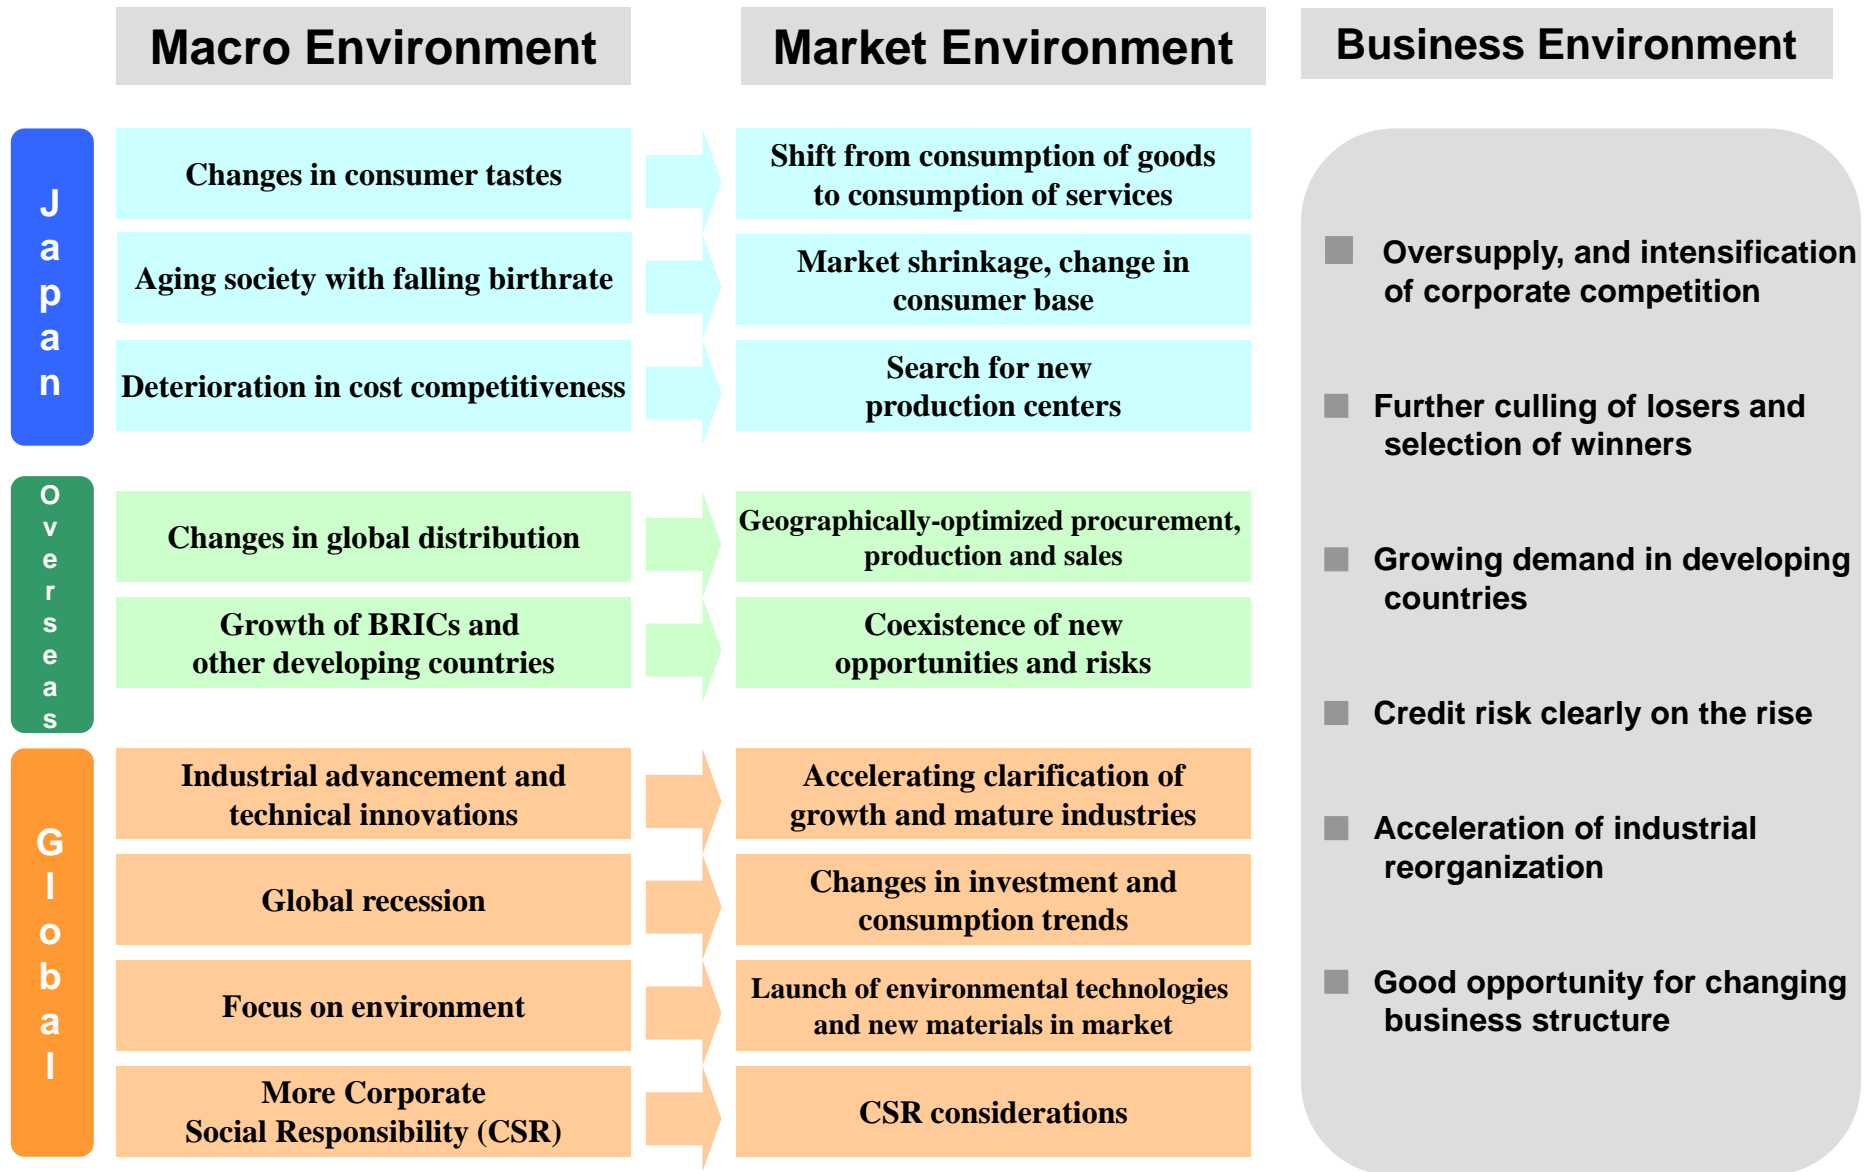 Macro Environment
Market Environment
Business Environment
Japan
Changes in consumer tastes
Shift from consumption of goods
to consumption of services
Aging society with falling birthrate
Market shrinkage, change in
consumer base
Deterioration in cost competitiveness
Search for new
production centers
Overseas
Changes in global distribution
Geographically-optimized procurement,
production and sales
Growth of BRICs and
other developing countries
Coexistence of new
opportunities and risks
Global
Industrial advancement and
technical innovations
Accelerating clarification of
growth and mature industries
Global recession
Changes in investment and
consumption trends
Focus on environment
Launch of environmental technologies
and new materials in market
More Corporate
Social Responsibility (CSR)
CSR considerations
Oversupply, and intensification
of corporate competition
Further culling of losers and
selection of winners
Growing demand in developing
countries
Credit risk clearly on the rise
Acceleration of industrial
reorganization
Good opportunity for changing
business structure